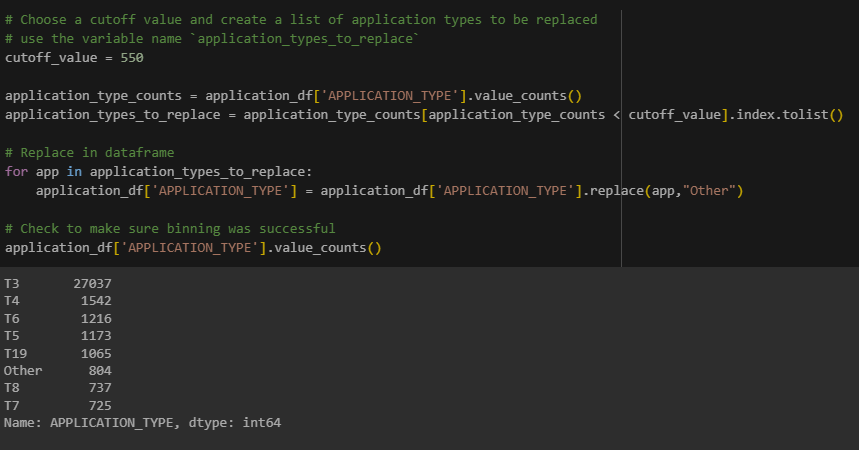 # Choose a cutoff value and create a list of application types to be replaced
# use the variable name `application_types_to_replace`
cutoff_value = 550
application_type_counts = application_df['APPLICATION_TYPE'].value_counts()
application_types_to_replace = application_type_counts[application_type_counts < cutoff_value].index.tolist()
# Replace in dataframe
for app in application_types_to_replace:
    application_df['APPLICATION_TYPE'] = application_df['APPLICATION_TYPE'].replace(app,"Other")
# Check to make sure binning was successful
application_df['APPLICATION_TYPE'].value_counts()
T3       27037
T4        1542
T6        1216
T5        1173
T19       1065
Other      804
T8         737
T7         725
Name: APPLICATION_TYPE, dtype: int64